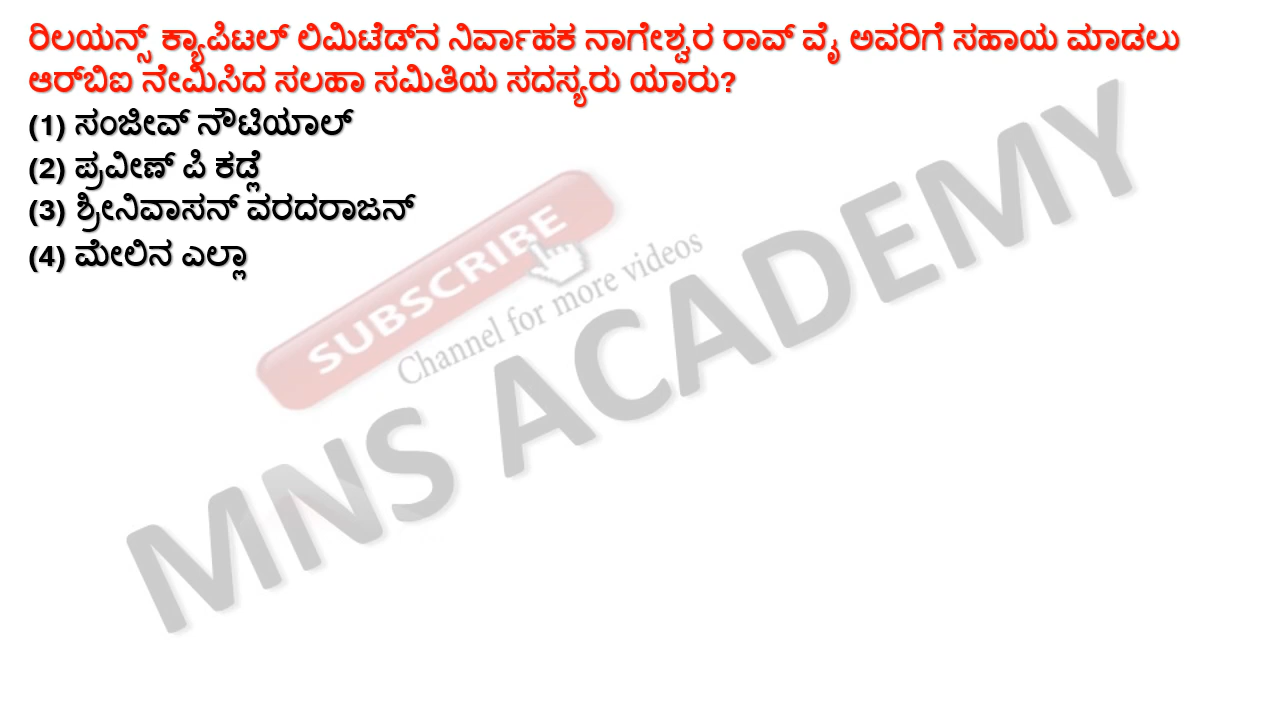 ರಿಲಯನ್ಸ್ ಕ್ಯಾಪಿಟಲ್ ಲಿಮಿಟೆಡ್‌ನ ನಿರ್ವಾಹಕ ನಾಗೇಶ್ವರ ರಾವ್ ವೈ ಅವರಿಗೆ ಸಹಾಯ ಮಾಡಲು
ಆರ್‌ಬಿಐ ನೇಮಿಸಿದ ಸಲಹಾ ಸಮಿತಿಯ ಸದಸ್ಯರು ಯಾರು?
(1) ಸಂಜೀವ್ ನೌಟಿಯಾಲ್
(2) ಪ್ರವೀಣ್ ಪಿ ಕಡ್ಲೆ
(3) ಶ್ರೀನಿವಾಸನ್ ವರದರಾಜನ್
(4) ಮೇಲಿನ ಎಲ್ಲಾ
SUBSCRIBE
Channel for more videos
MNS ACADEMY